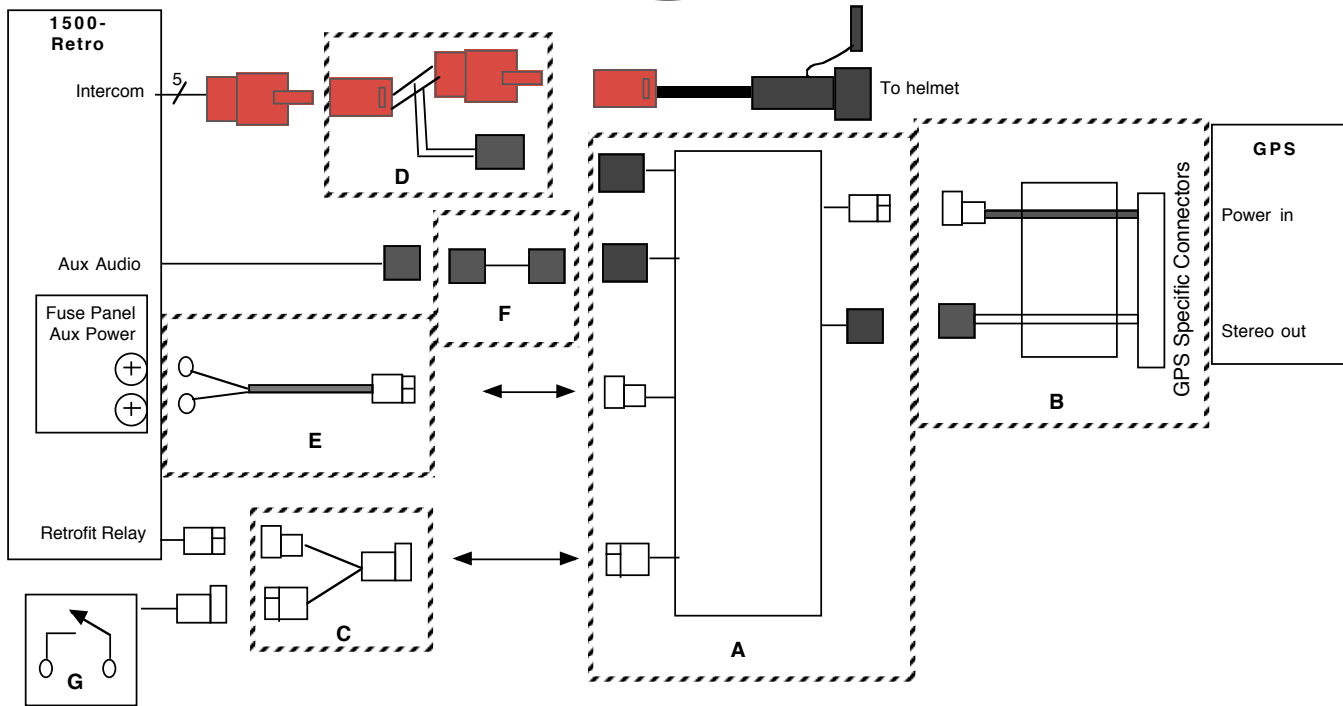 1500-
Retro
Intercom
5
D
To helmet
GPS
Power in
Stereo out
GPS Specific Connectors
B
Aux Audio
F
Fuse Panel
Aux Power
E
Retrofit Relay
C
A
G